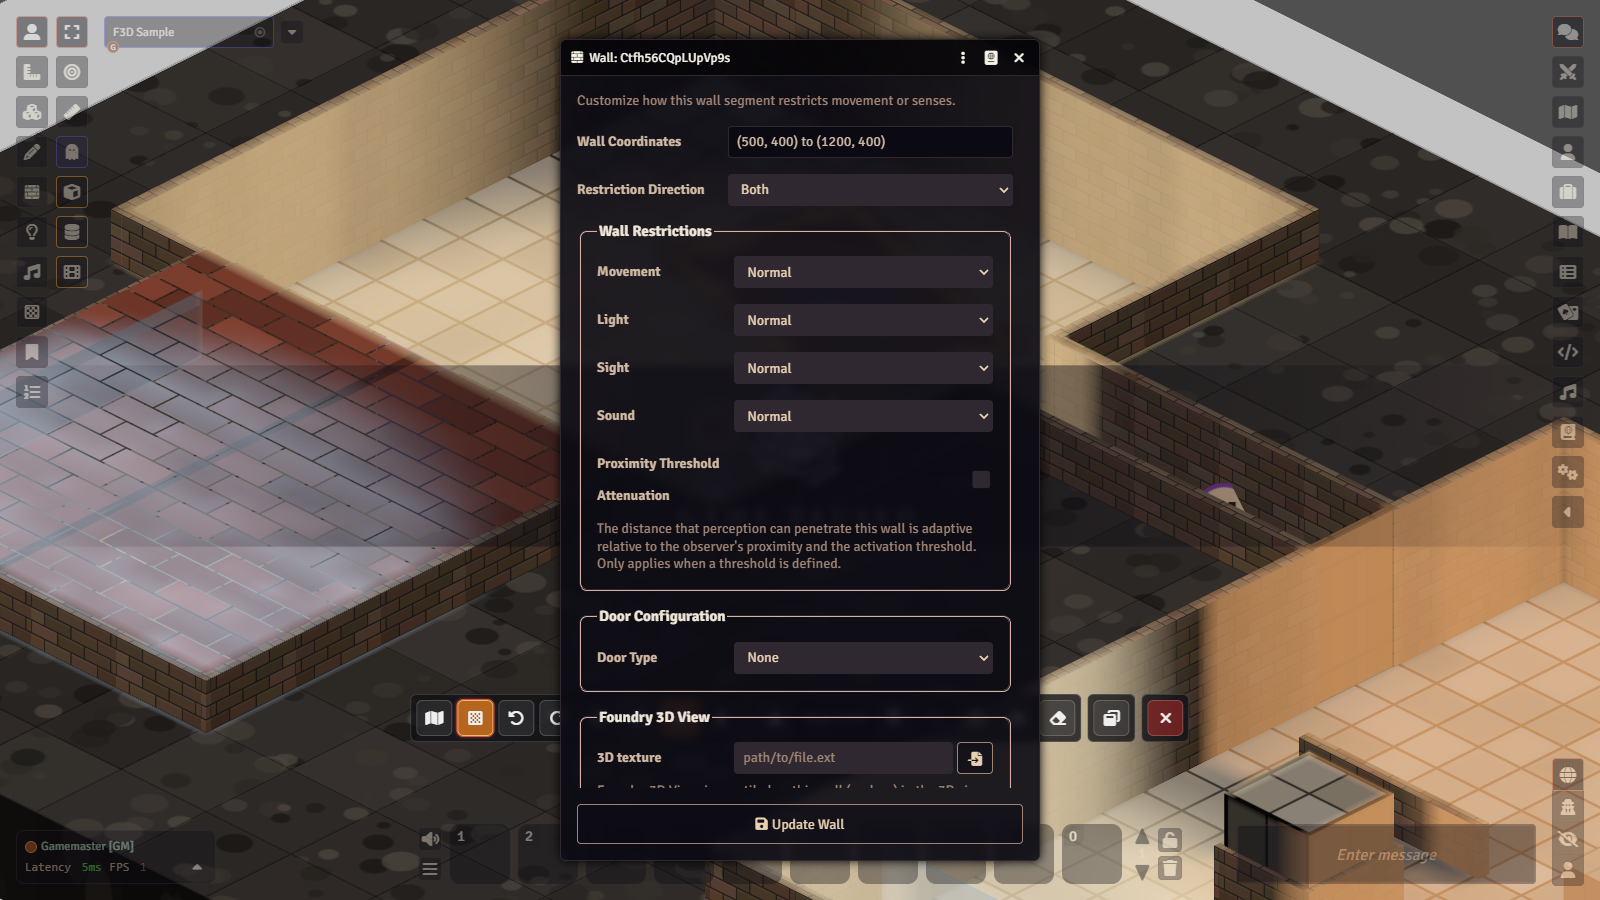 F3D Sample
G
Wall: Ctfh56CQpLUpVp9s
Customize how this wall segment restricts movement or senses.
Wall Coordinates
(500, 400) to (1200, 400)
Restriction Direction
Both
Wall Restrictions
Movement
Normal
Light
Normal
Sight
Normal
Sound
Normal
Proximity Threshold
Attenuation
The distance that perception can penetrate this wall is adaptive
relative to the observer's proximity and the activation threshold.
Only applies when a threshold is defined.
Door Configuration
Door Type
None
Foundry 3D View
3D texture
path/to/file.ext
Update Wall
Gamemaster [GM]
Latency 5ms FPS 1
1
2
0
Enter message